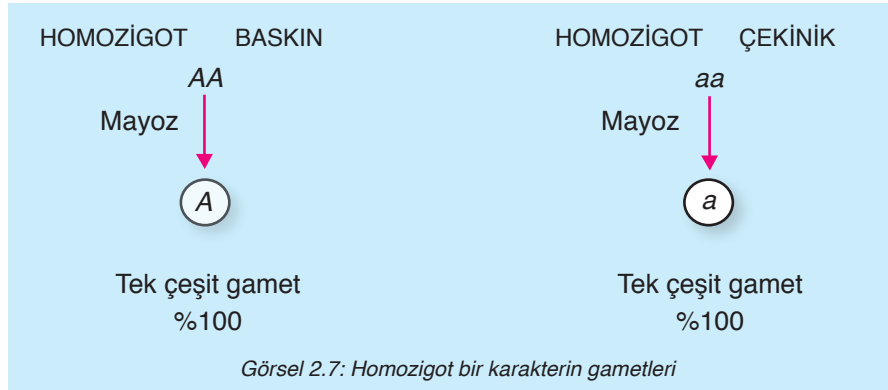 HOMOZİGOT BASKIN
AA
Mayoz
A
Tek çeşit gamet
%100
HOMOZİGOT ÇEKİNİK
aa
Mayoz
a
Tek çeşit gamet
%100
Görsel 2.7: Homozigot bir karakterin gametleri